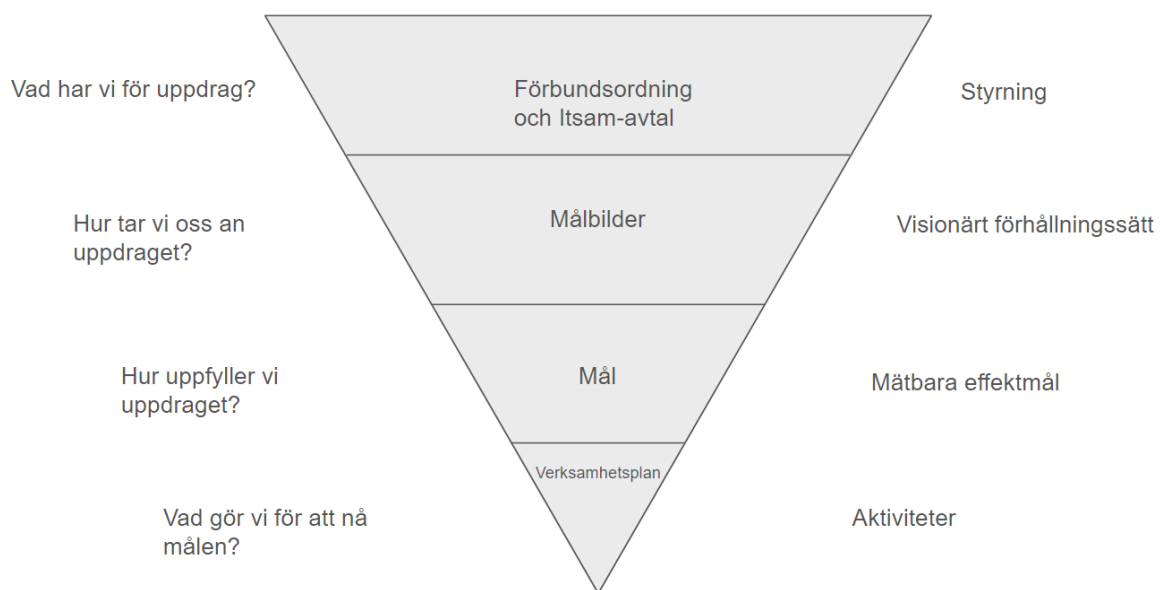 Vad har vi för uppdrag?
Förbundsordning
och Itsam-avtal
Styrning
Hur tar vi oss an
uppdraget?
Målbilder
Visionärt förhållningssätt
Hur uppfyller vi
uppdraget?
Mål
Mätbara effektmål
Verksamhetsplan
Vad gör vi för att nå
målen?
Aktiviteter